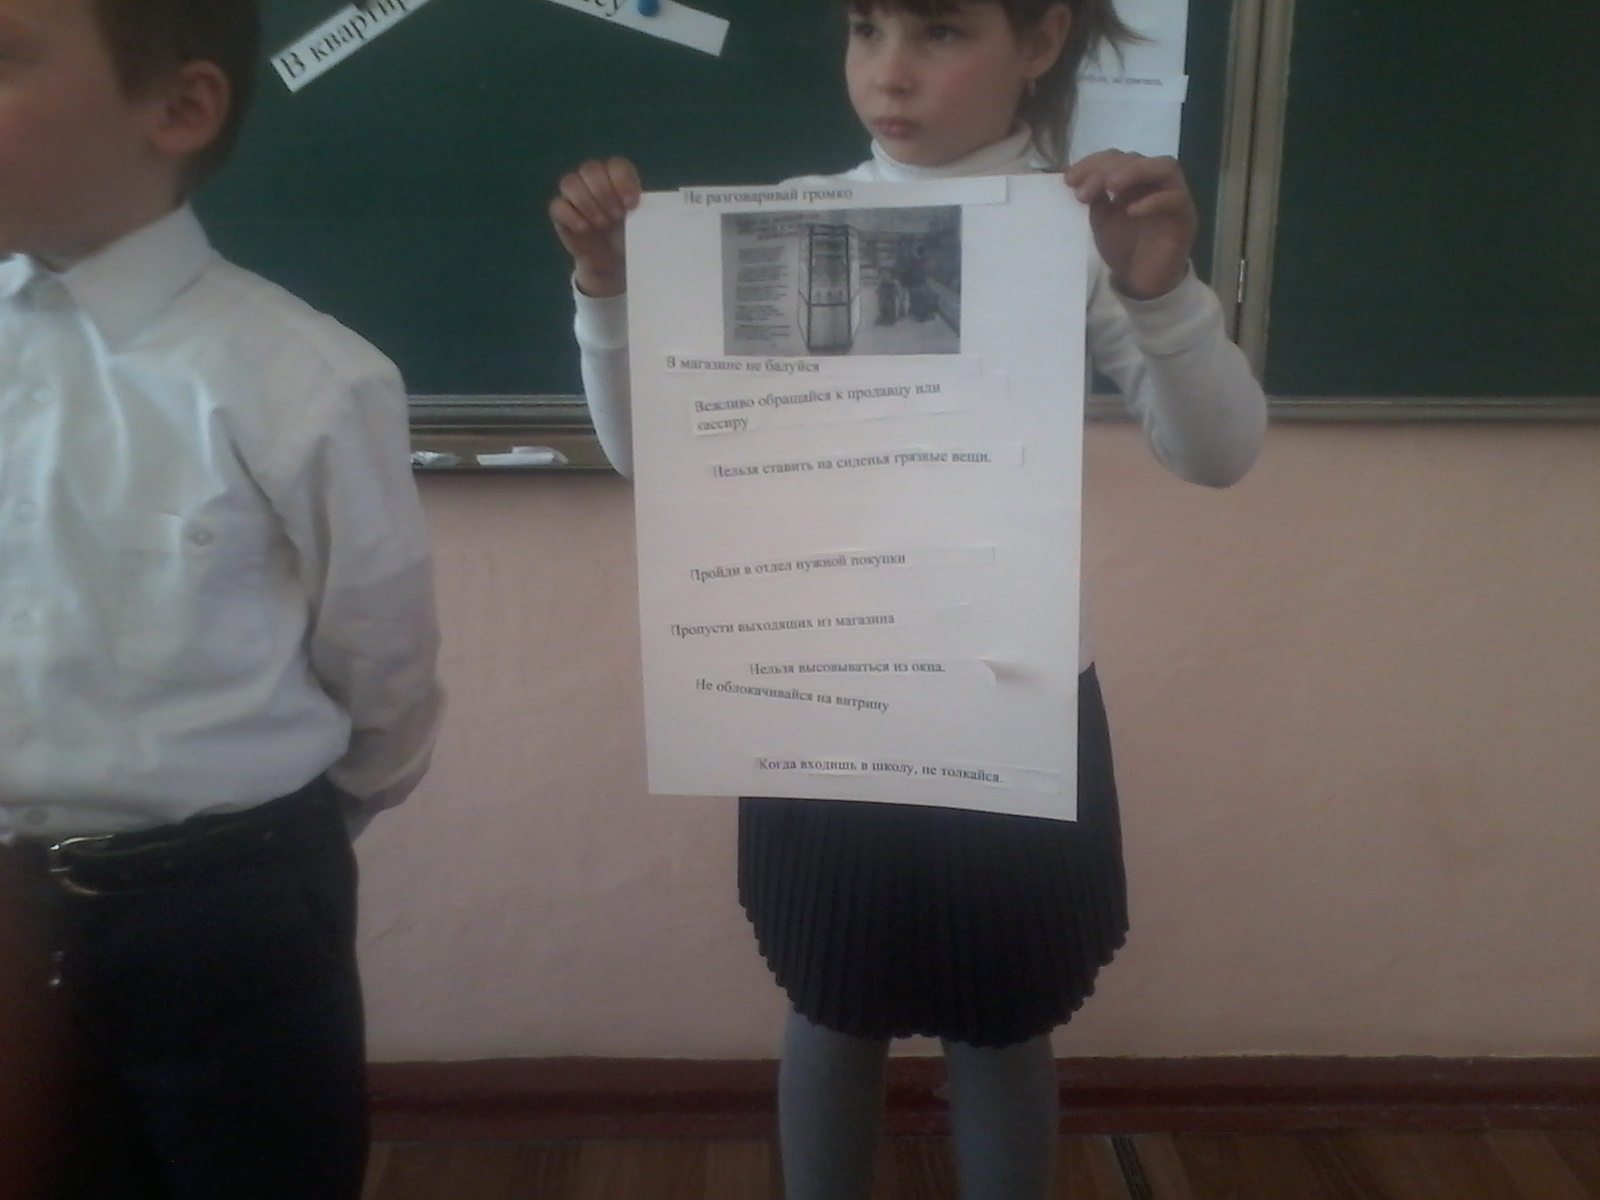 В квартир
су
Не разговаривай громко
В магазине не балуйся
Вежливо обращайся к продавцу или
кассиру
Нельзя ставить на сиденья грязные вещи.
Пройди в отдел нужной покупки
Пропусти выходящих из магазина
Нельзя высовываться из окна.
Не облокачивайся на витрину
Когда входишь в школу, не толкайся.